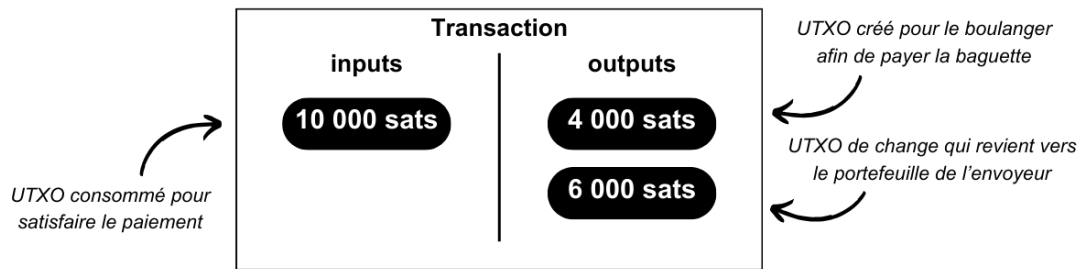 Transaction
inputs
outputs
10 000 sats
4 000 sats
6 000 sats
UTXO consommé pour
satisfaire le paiement
UTXO créé pour le boulanger
afin de payer la baguette
UTXO de change qui revient vers
le portefeuille de l’envoyeur